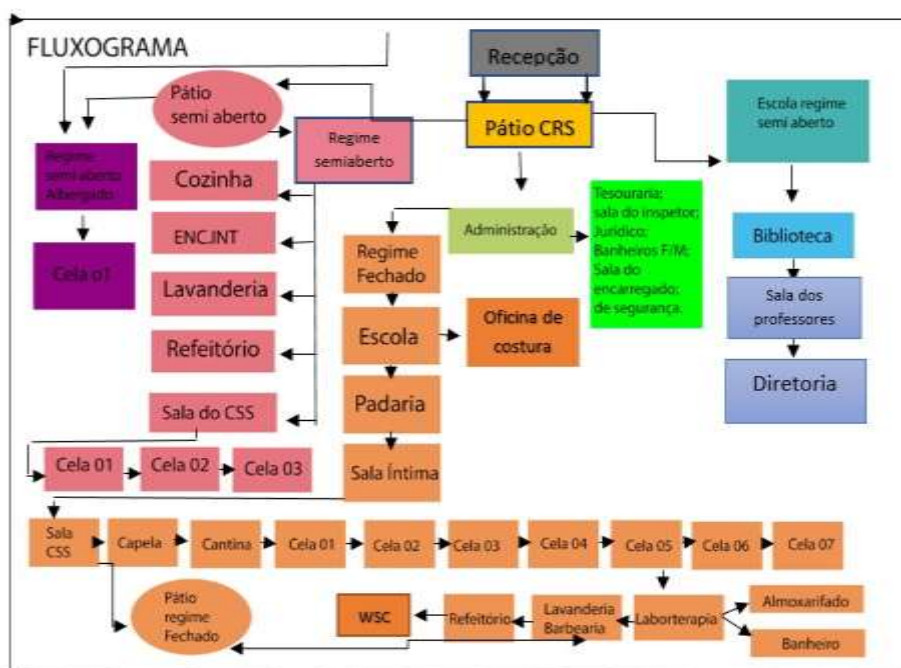 FLUXOGRAMA
Recepção
Pátio
semi aberto
Pátio CRS
Escola regime
semi aberto
Regime
semiaberto
Regime
semiaberto
Albergado
Cozinha
Tesouraria;
sala do inspetor;
Jurídico;
Banheiros F/M;
Sala do
encarregado;
de segurança;
Administração
ENC.INT
Regime
Fechado
Biblioteca
Cela 01
Lavanderia
Sala dos
professores
Escola
Oficina de
costura
Refeitório
Diretoria
Padaria
Sala do CSS
Cela 01
Cela 02
Cela 03
Sala Íntima
Sala
CSS
Capela
Cantina
Cela 01
Cela 02
Cela 03
Cela 04
Cela 05
Cela 06
Cela 07
Pátio
regime
Fechado
WSC
Refeitório
Lavanderia
Barbearia
Laborterapia
Almoxarifado
Banheiro